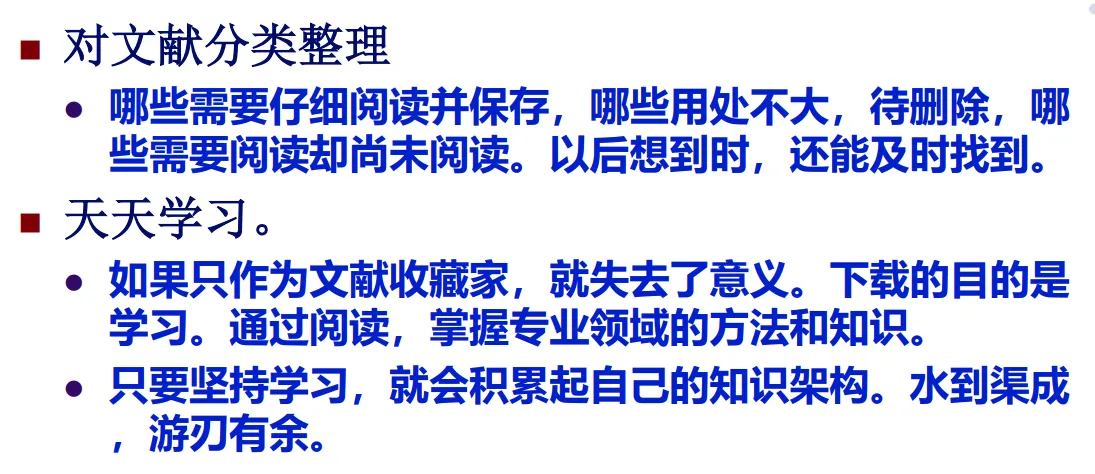 对文献分类整理
哪些需要仔细阅读并保存，哪些用处不大，待删除，哪
些需要阅读却尚未阅读。以后想到时，还能及时找到。
天天学习。
如果只作为文献收藏家，就失去了意义。下载的目的是
学习。通过阅读，掌握专业领域的方法和知识。
只要坚持学习，就会积累起自己的知识架构。水到渠成
，游刃有余。